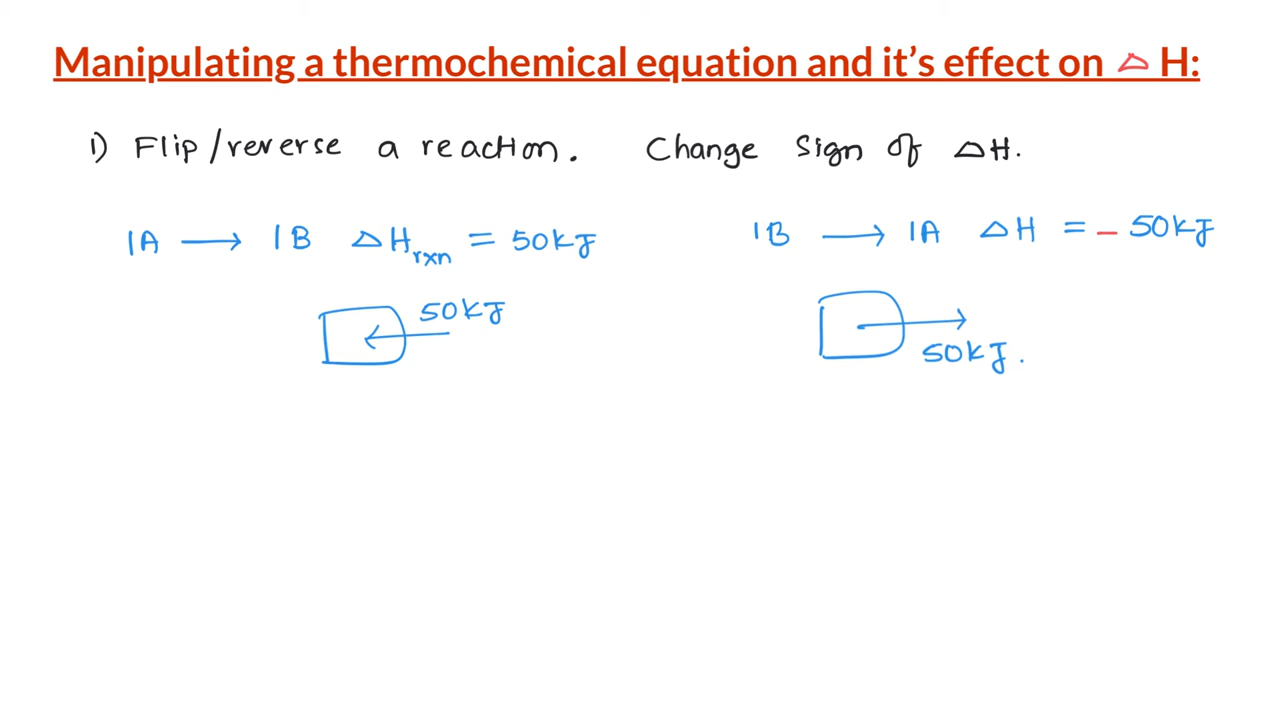 Manipulating a thermochemical equation and it's effect on △ H:
1) Flip/reverse a reaction. Change Sign of △H.
1A ⟶ 1B △Hrxn = 50kJ
1B ⟶ 1A △H = - 50kJ
50kJ
50kJ.